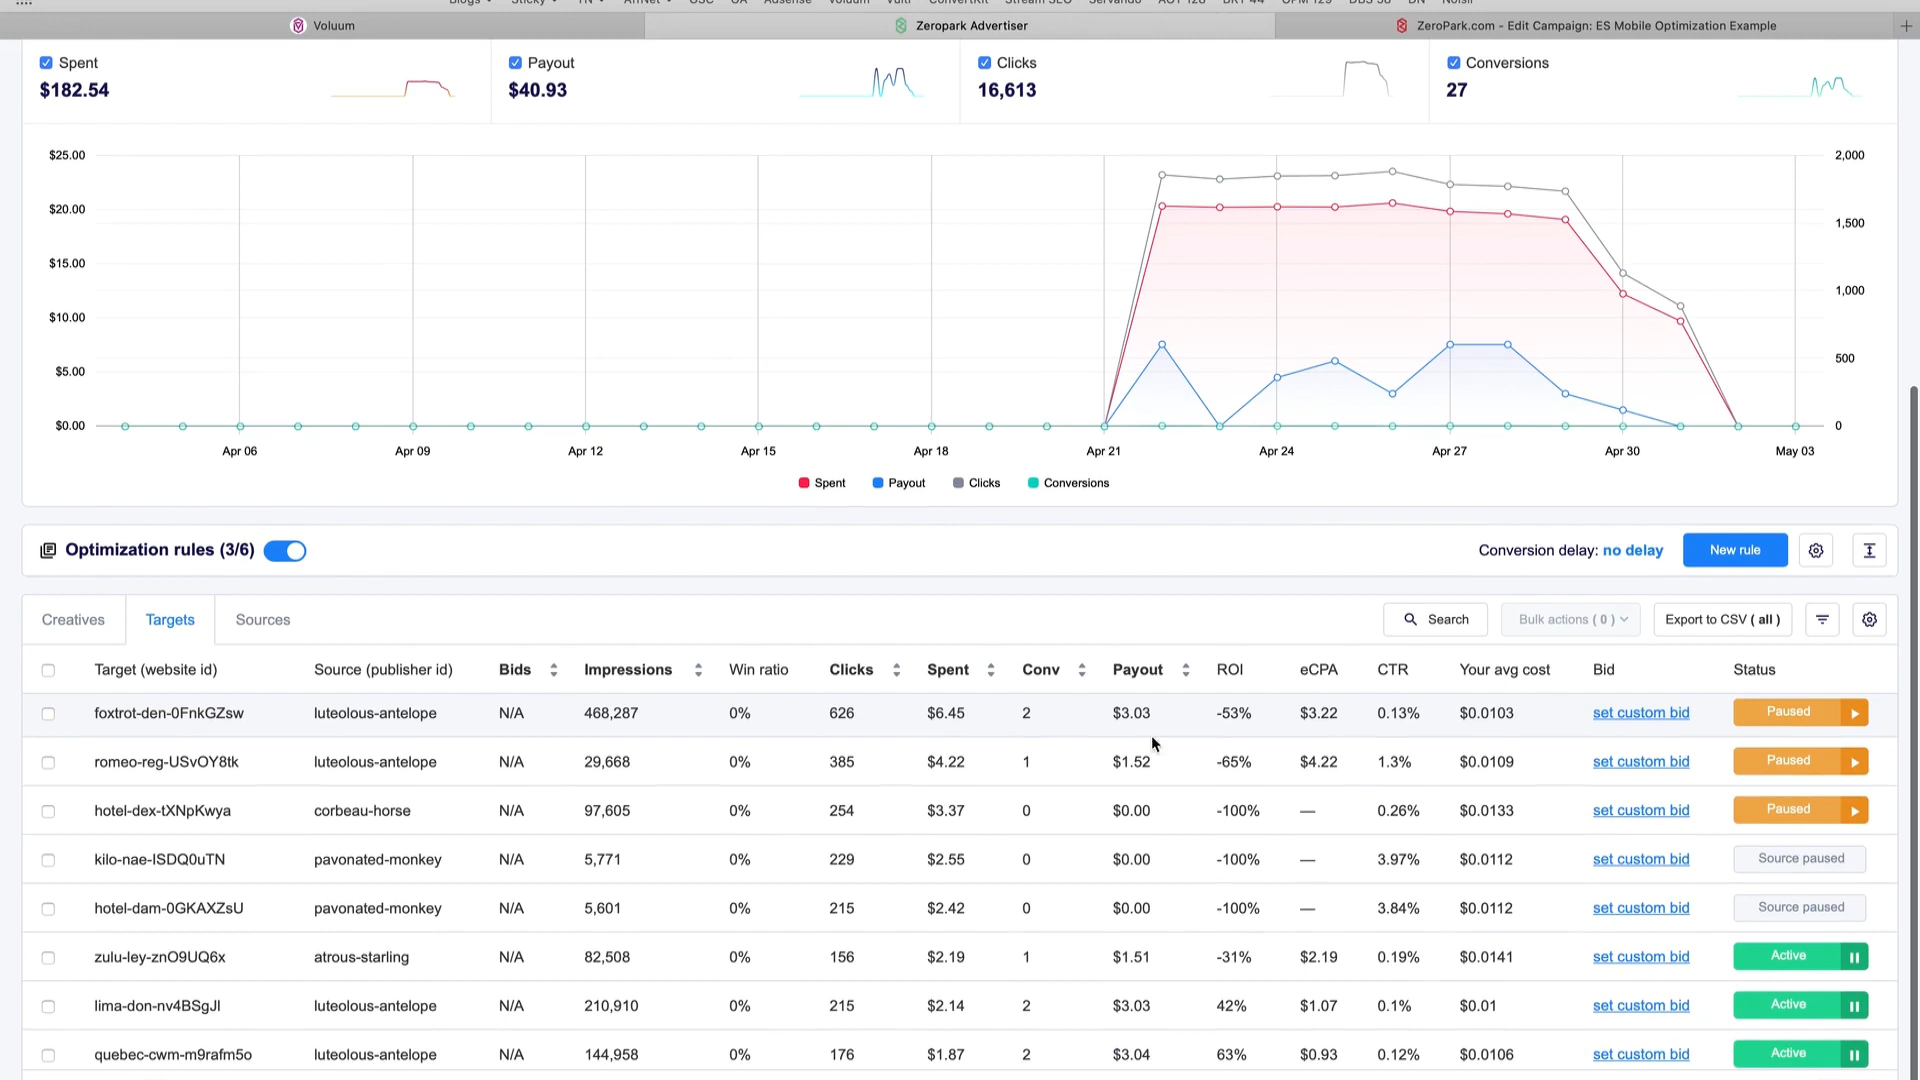 Voluum
Zeropark Advertiser
ZeroPark.com - Edit Campaign: ES Mobile Optimization Example
Spent
$182.54
Payout
$40.93
Clicks
16,613
Conversions
27
$25.00
$20.00
$15.00
$10.00
$5.00
$0.00
2,000
1,500
1,000
500
0
Apr 06 Apr 09 Apr 12 Apr 15 Apr 18 Apr 21 Apr 24 Apr 27 Apr 30 May 03
Spent Payout Clicks Conversions
Optimization rules (3/6)
Conversion delay: no delay
New rule
Creatives Targets Sources
Search
Bulk actions ( 0 )
Export to CSV ( all )
Target (website id) Source (publisher id) Bids Impressions Win ratio Clicks Spent Conv Payout ROI eCPA CTR Your avg cost Bid Status
foxtrot-den-0FnkGZsw luteolous-antelope N/A 468,287 0% 626 $6.45 2 $3.03 -53% $3.22 0.13% $0.0103 set custom bid Paused
romeo-reg-USvOY8tk luteolous-antelope N/A 29,668 0% 385 $4.22 1 $1.52 -65% $4.22 1.3% $0.0109 set custom bid Paused
hotel-dex-tXNpKwya corbeau-horse N/A 97,605 0% 254 $3.37 0 $0.00 -100% — 0.26% $0.0133 set custom bid Paused
kilo-nae-ISDQ0uTN pavonated-monkey N/A 5,771 0% 229 $2.55 0 $0.00 -100% — 3.97% $0.0112 set custom bid Source paused
hotel-dam-0GKAXZsU pavonated-monkey N/A 5,601 0% 215 $2.42 0 $0.00 -100% — 3.84% $0.0112 set custom bid Source paused
zulu-ley-znO9UQ6x atrous-starling N/A 82,508 0% 156 $2.19 1 $1.51 -31% $2.19 0.19% $0.0141 set custom bid Active
lima-don-nv4BSgJl luteolous-antelope N/A 210,910 0% 215 $2.14 2 $3.03 42% $1.07 0.1% $0.01 set custom bid Active
quebec-cwm-m9rafm5o luteolous-antelope N/A 144,958 0% 176 $1.87 2 $3.04 63% $0.93 0.12% $0.0106 set custom bid Active